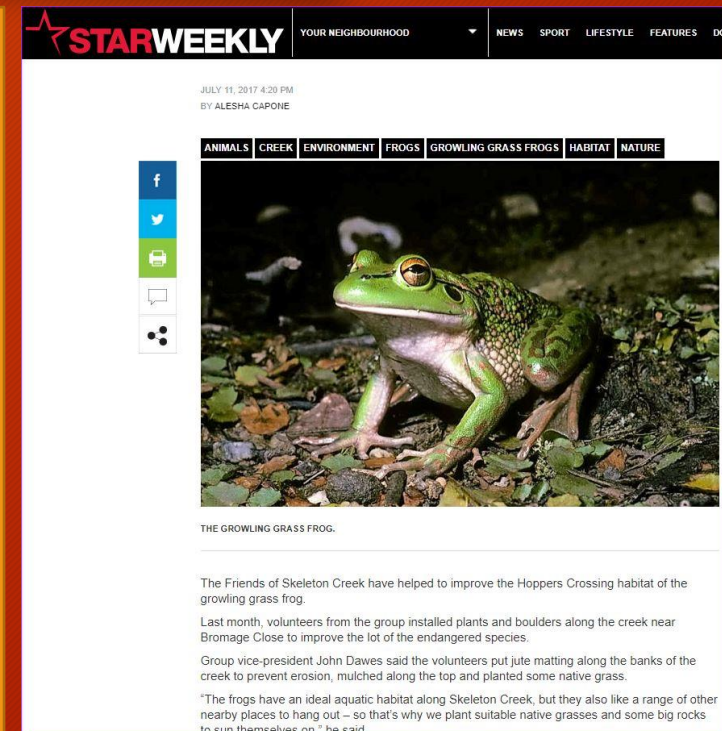 STARWEEKLY
YOUR NEIGHBOURHOOD
NEWS SPORT LIFESTYLE FEATURES
JULY 11, 2017 4:20 PM
BY ALESHA CAPONE
ANIMALS CREEK ENVIRONMENT FROGS GROWLING GRASS FROGS HABITAT NATURE
THE GROWLING GRASS FROG.
The Friends of Skeleton Creek have helped to improve the Hoppers Crossing habitat of the
growling grass frog.
Last month, volunteers from the group installed plants and boulders along the creek near
Bromage Close to improve the lot of the endangered species.
Group vice-president John Dawes said the volunteers put jute matting along the banks of the
creek to prevent erosion, mulched along the top and planted some native grass.
“The frogs have an ideal aquatic habitat along Skeleton Creek, but they also like a range of other
nearby places to hang out – so that’s why we plant suitable native grasses and some big rocks
to sun themselves on,” he said.